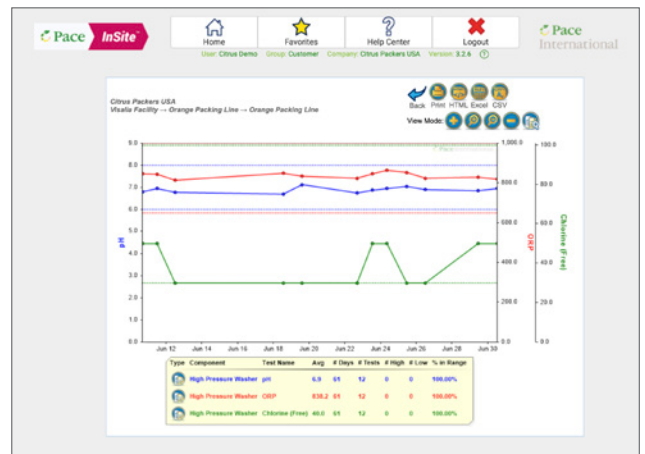 Pace InSite™
Home Favorites Help Center Logout
Pace International
User: Citrus Demo Group: Customer Company: Citrus Packers USA Version: 3.2.6 ?
Citrus Packers USA
Visalia Facility → Orange Packing Line → Orange Packing Line
Back Print HTML Excel CSV
View Mode:
9.0
8.0
7.0
6.0
5.0
4.0
3.0
2.0
1.0
0.0
pH
1,000.0
800.0
600.0
400.0
200.0
0.0
ORP
100.0
80.0
60.0
40.0
20.0
0.0
Chlorine (Free)
Pace
Jun 12 Jun 14 Jun 16 Jun 18 Jun 20 Jun 22 Jun 24 Jun 26 Jun 28 Jun 30
Type Component Test Name Avg # Days # Tests # High # Low % in Range
High Pressure Washer pH 6.9 61 12 0 0 100.00%
High Pressure Washer ORP 838.2 61 12 0 0 100.00%
High Pressure Washer Chlorine (Free) 40.0 61 12 0 0 100.00%